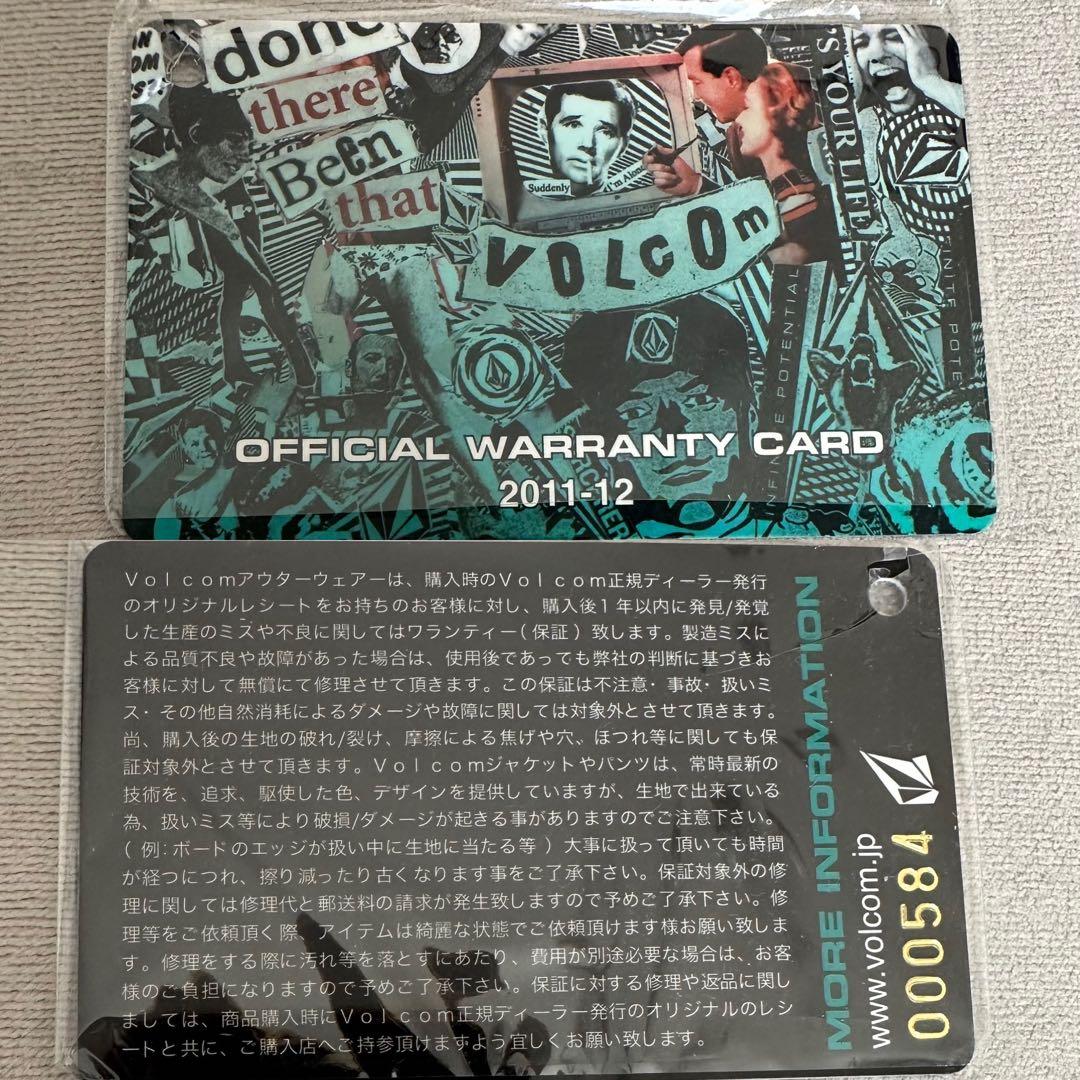 done
there
Been
that
Suddenly
I'm Alone
VOLCOm
'S YOUR LIFE
INFINITE POTENTIAL
OFFICIAL WARRANTY CARD
2011-12
Volcomアウターウェアーは、購入時のVolcom正規ディーラー発行
のオリジナルレシートをお持ちのお客様に対し、購入後1年以内に発見/発覚
した生産のミスや不良に関してはワランティー(保証)致します。製造ミスに
よる品質不良や故障があった場合は、使用後であっても弊社の判断に基づきお
客様に対して無償にて修理させて頂きます。この保証は不注意・事故・扱いミ
ス・その他自然消耗によるダメージや故障に関しては対象外とさせて頂きます。
尚、購入後の生地の破れ/裂け、摩擦による焦げや穴、ほつれ等に関しても保
証対象外とさせて頂きます。Volcomジャケットやパンツは、常時最新の
技術を、追求、駆使した色、デザインを提供していますが、生地で出来ている
為、扱いミス等により破損/ダメージが起きる事がありますのでご注意下さい。
(例:ボードのエッジが扱い中に生地に当たる等)大事に扱って頂いても時間
が経つにつれ、擦り減ったり古くなります事をご了承下さい。保証対象外の修
理に関しては修理代と郵送料の請求が発生致しますので予めご了承下さい。修
理等をご依頼頂く際、アイテムは綺麗な状態でご依頼頂けます様お願い致しま
す。修理をする際に汚れ等を落とすにあたり、費用が別途必要な場合は、お客
様のご負担になりますので予めご了承下さい。保証に対する修理や返品に関し
ましては、商品購入時にVolcom正規ディーラー発行のオリジナルのレシ
ートと共に、ご購入店へご持参頂けますよう宜しくお願い致します。
MORE INFORMATION
www.volcom.jp
000584